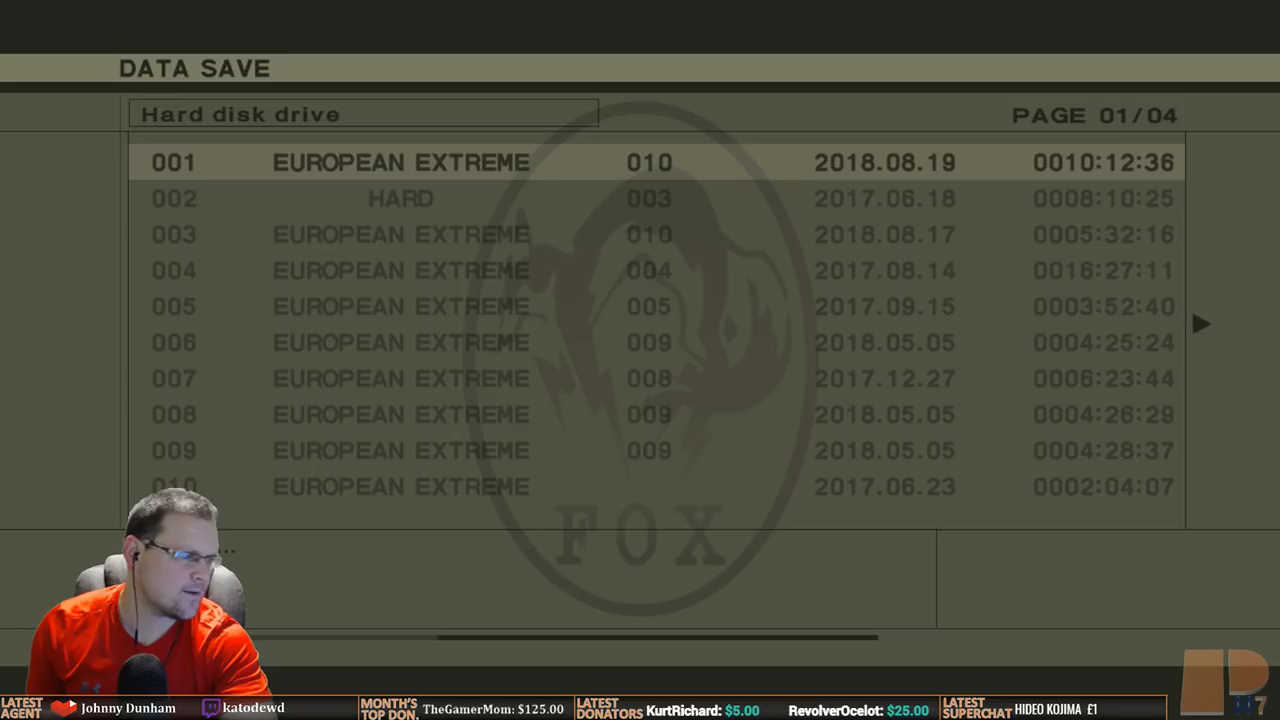 DATA SAVE
Hard disk drive PAGE 01/04
001 EUROPEAN EXTREME 010 2018.08.19 0010:12:36
002 HARD 003 2017.06.18 0008:10:25
003 EUROPEAN EXTREME 010 2018.08.17 0005:32:16
004 EUROPEAN EXTREME 004 2017.08.14 0016:27:11
005 EUROPEAN EXTREME 005 2017.09.15 0003:52:40
006 EUROPEAN EXTREME 009 2018.05.05 0004:25:24
007 EUROPEAN EXTREME 008 2017.12.27 0006:23:44
008 EUROPEAN EXTREME 009 2018.05.05 0004:26:29
009 EUROPEAN EXTREME 009 2018.05.05 0004:28:37
010 EUROPEAN EXTREME 2017.06.23 0002:04:07
FOX
LATEST AGENT Johnny Dunham katodewd MONTH'S TOP DON. TheGamerMom: $125.00 LATEST DONATORS KurtRichard: $5.00 RevolverOcelot: $25.00 LATEST SUPERCHAT HIDEO KOJIMA £1